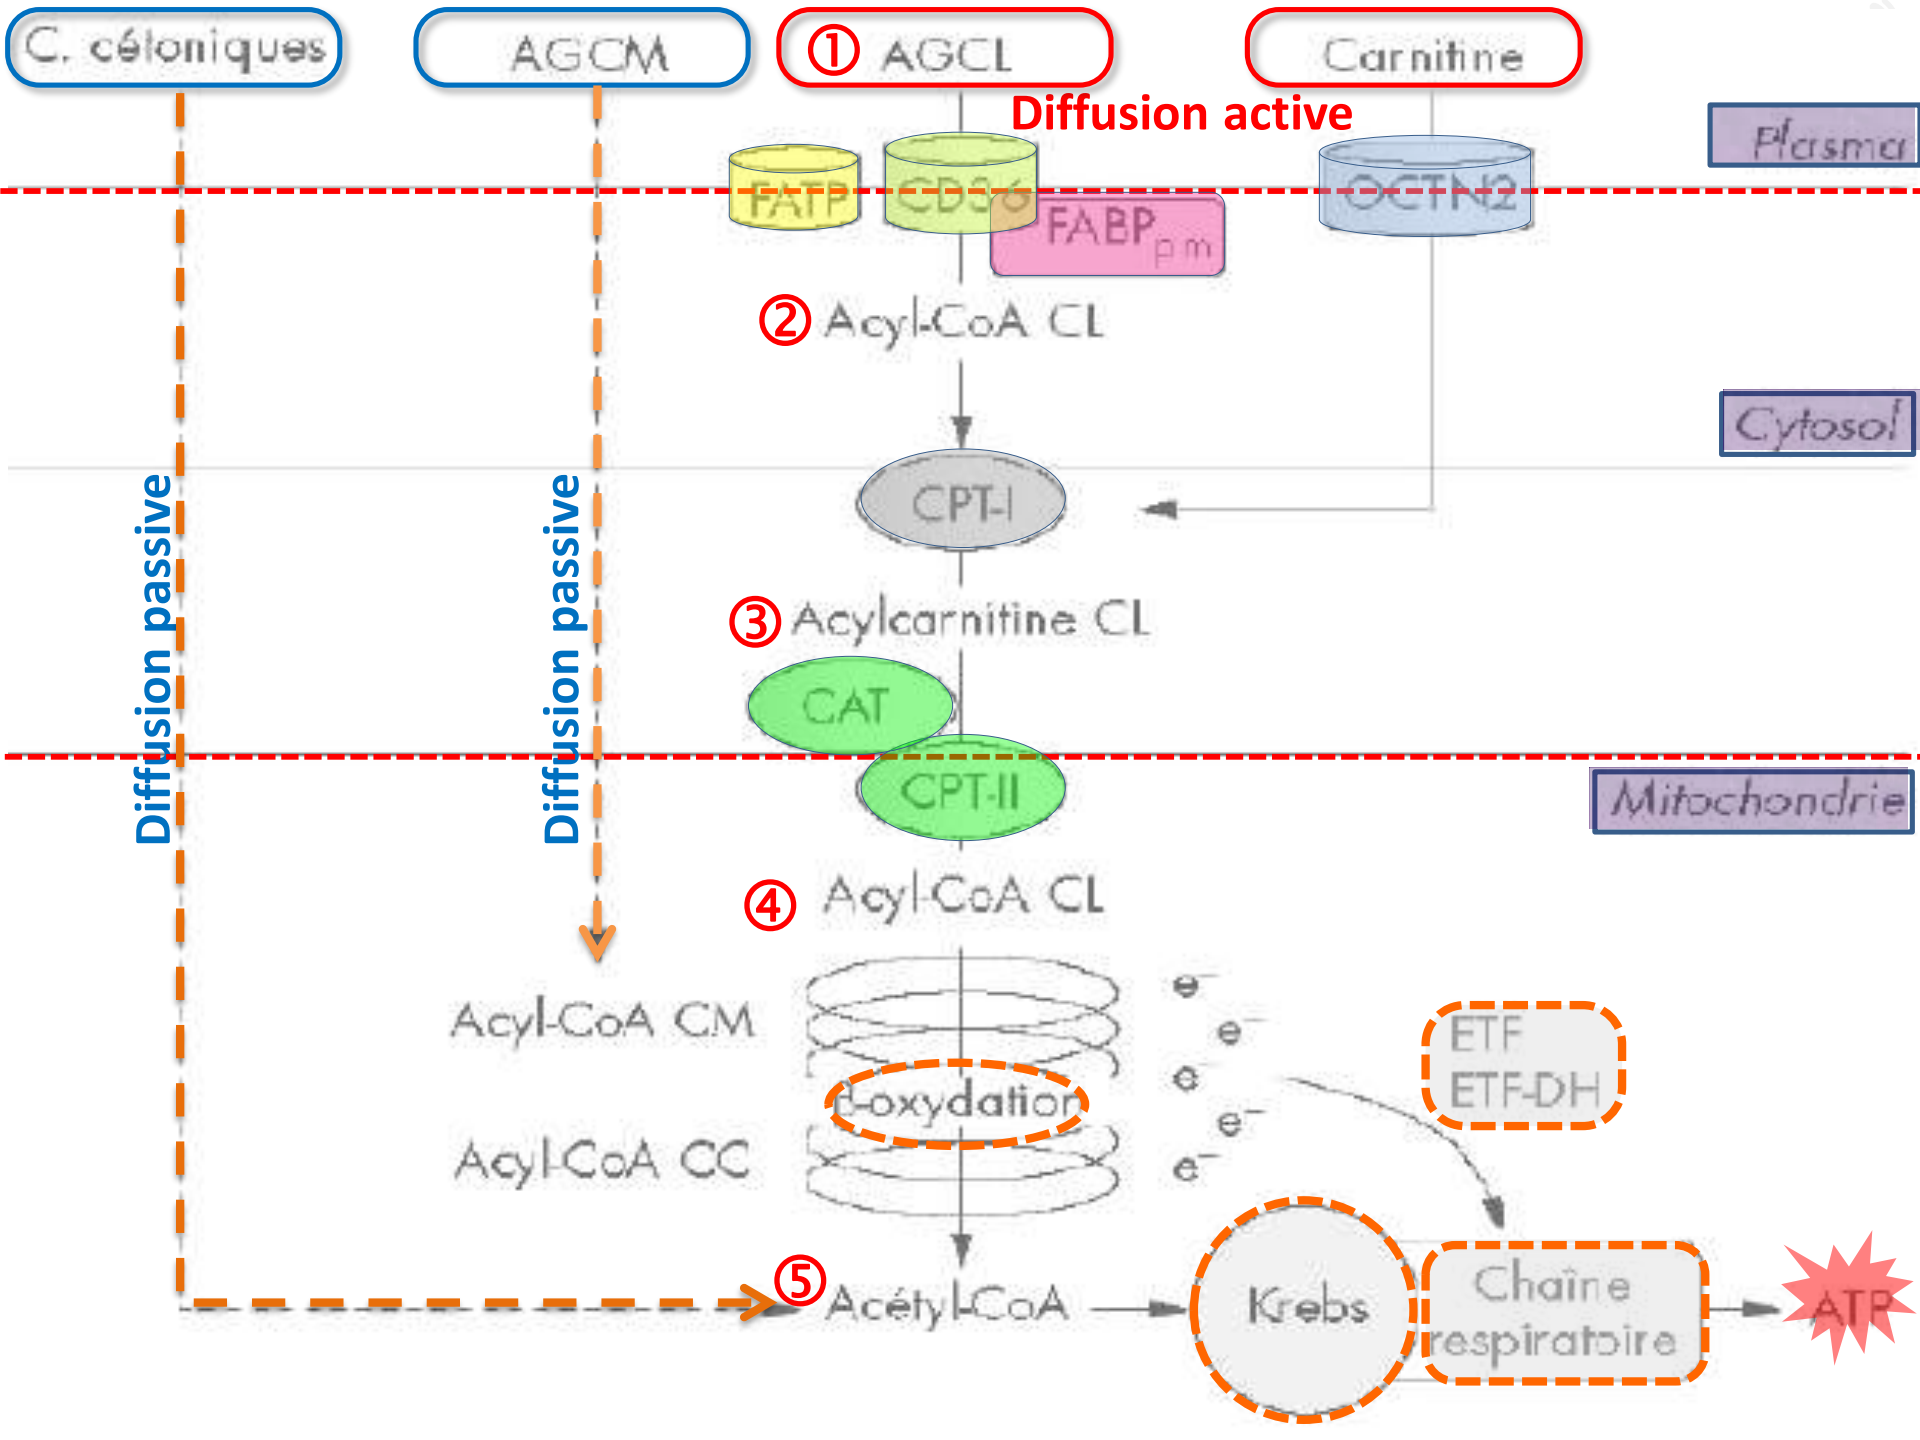 C. cétoniques
AGCM
① AGCL
Carnitine
Diffusion active
Plasma
FATP
CD36
FABP pm
OCTN2
② Acyl-CoA CL
Cytosol
CPT-I
Diffusion passive
Diffusion passive
③ Acylcarnitine CL
CAT
CPT-II
Mitochondrie
④ Acyl-CoA CL
Acyl-CoA CM
e⁻
e⁻
e⁻
e⁻
e⁻
ETF
ETF-DH
β-oxydation
Acyl-CoA CC
⑤ Acétyl-CoA
Krebs
Chaîne
respiratoire
ATP